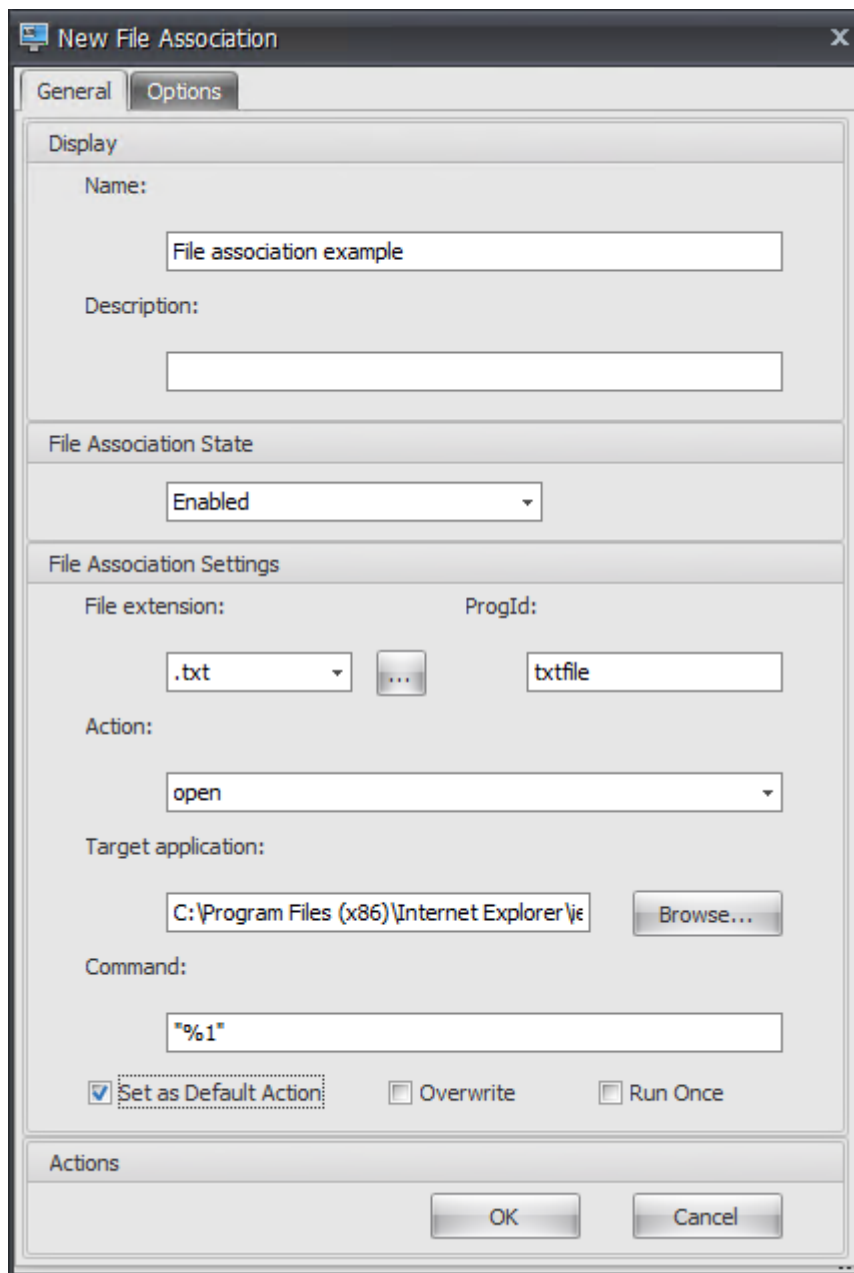 New File Association
General Options
Display
Name:
File association example
Description:
File Association State
Enabled
File Association Settings
File extension: ProgId:
.txt ... txtfile
Action:
open
Target application:
C:\Program Files (x86)\Internet Explorer\ie Browse...
Command:
"%1"
Set as Default Action Overwrite Run Once
Actions
OK Cancel